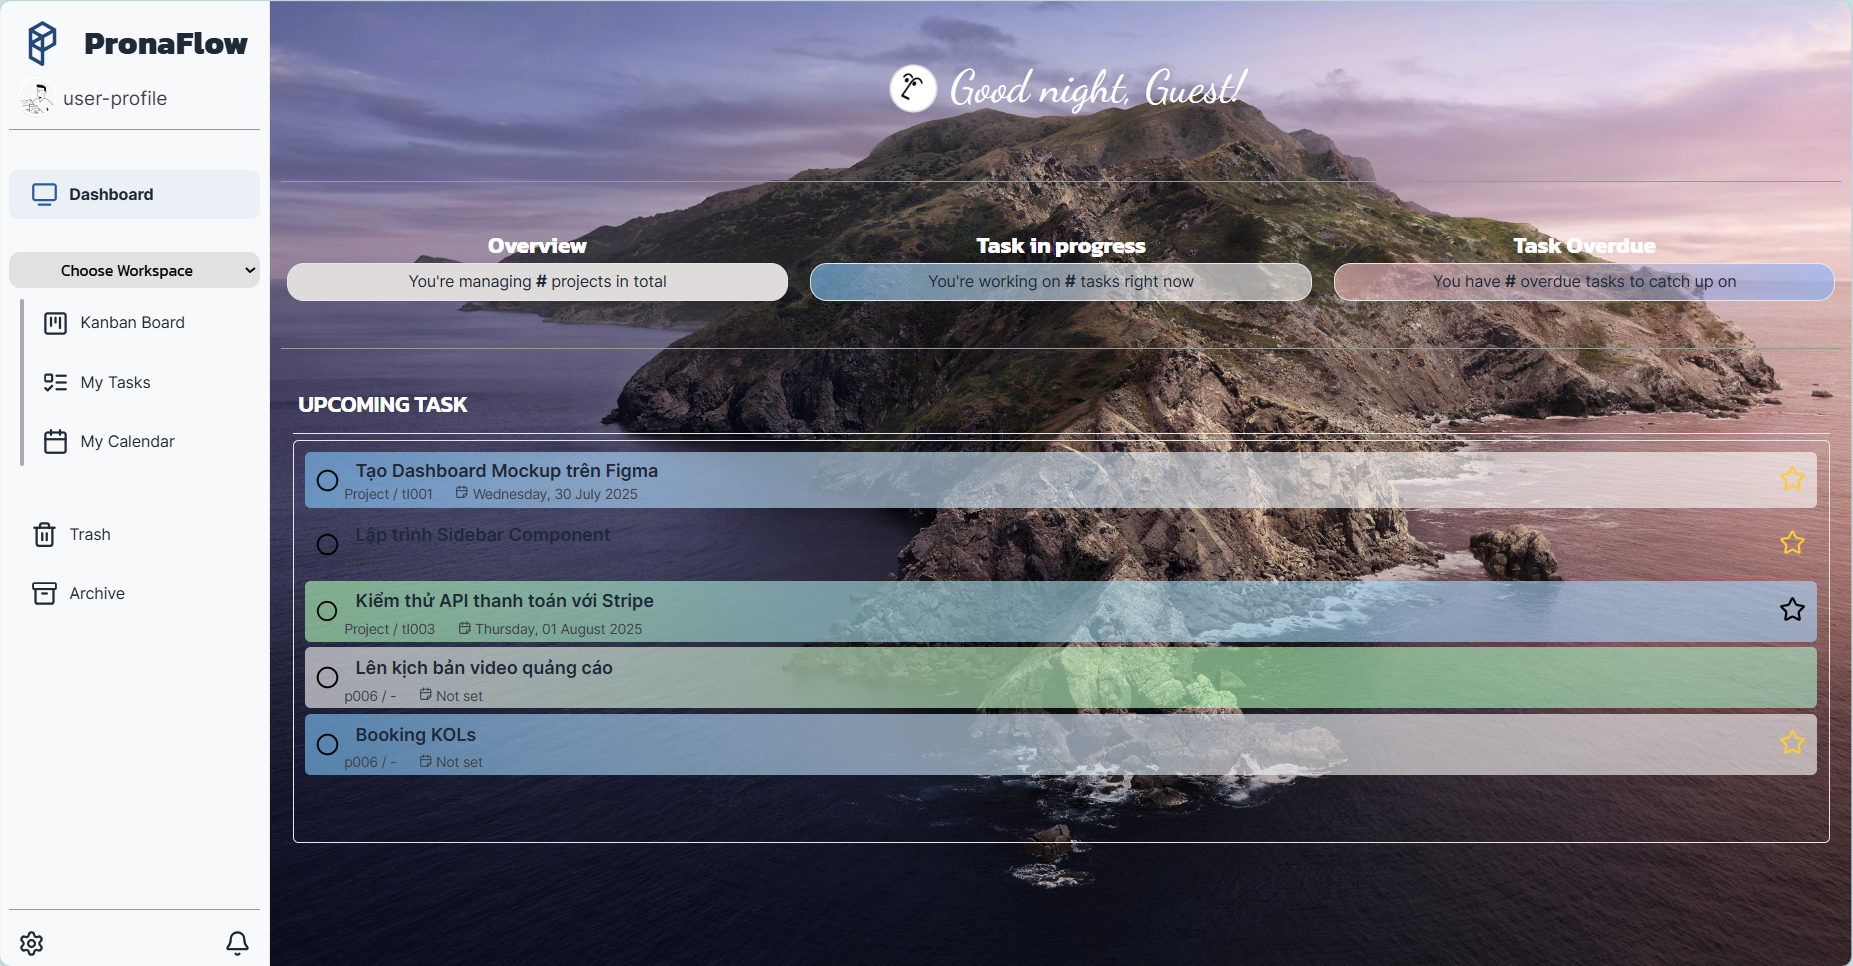 PronaFlow
user-profile
Dashboard
Choose Workspace
Kanban Board
My Tasks
My Calendar
Trash
Archive
Good night, Guest!
Overview
You're managing # projects in total
Task in progress
You're working on # tasks right now
Task Overdue
You have # overdue tasks to catch up on
UPCOMING TASK
Tạo Dashboard Mockup trên Figma
Project / tl001 Wednesday, 30 July 2025
Lập trình Sidebar Component
Kiểm thử API thanh toán với Stripe
Project / tl003 Thursday, 01 August 2025
Lên kịch bản video quảng cáo
p006 / - Not set
Booking KOLs
p006 / - Not set